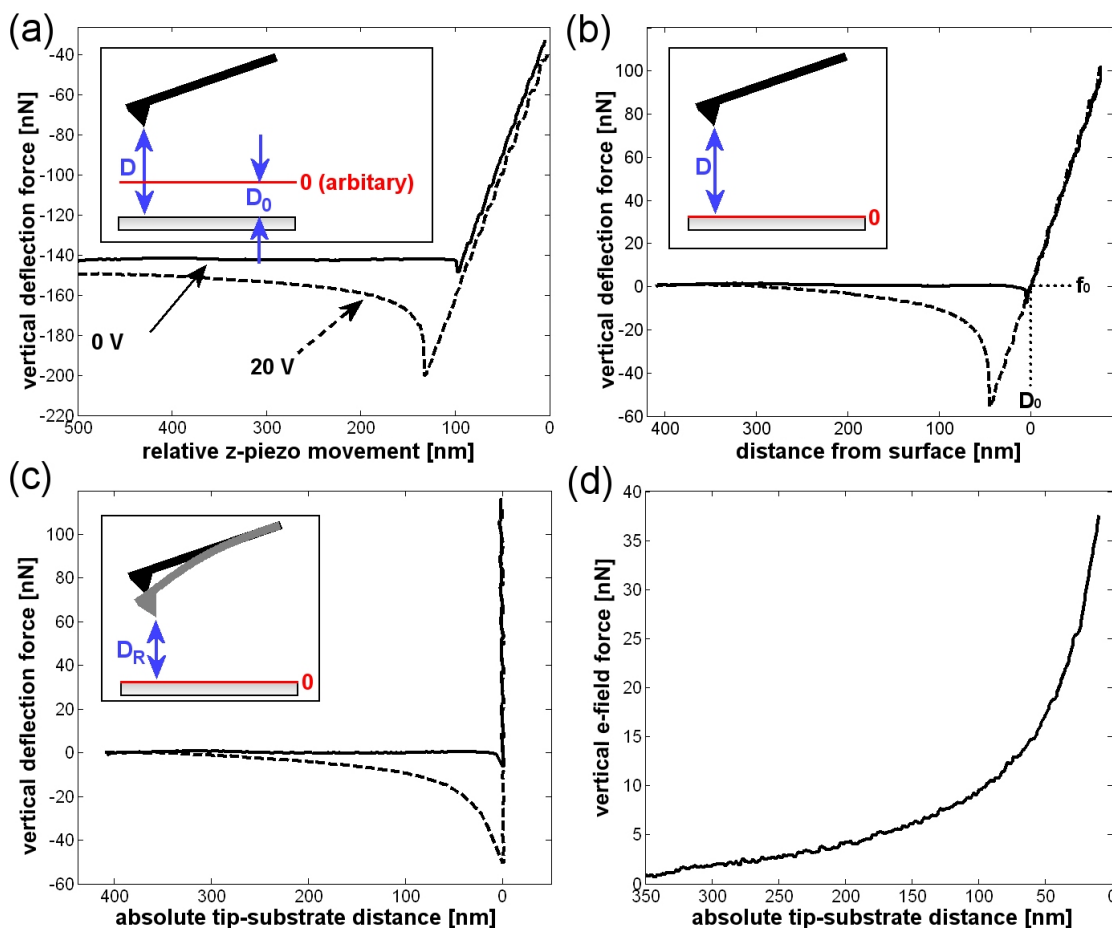 (a)
vertical deflection force [nN]
-40
-60
-80
-100
-120
-140
-160
-180
-200
-220
D
0 (arbitary)
D0
0 V
20 V
500 400 300 200 100 0
relative z-piezo movement [nm]
(b)
vertical deflection force [nN]
100
80
60
40
20
0
-20
-40
-60
D
0
f0
D0
400 300 200 100 0
distance from surface [nm]
(c)
vertical deflection force [nN]
100
80
60
40
20
0
-20
-40
-60
DR
0
400 300 200 100 0
absolute tip-substrate distance [nm]
(d)
vertical e-field force [nN]
40
35
30
25
20
15
10
5
0
350 300 250 200 150 100 50 0
absolute tip-substrate distance [nm]